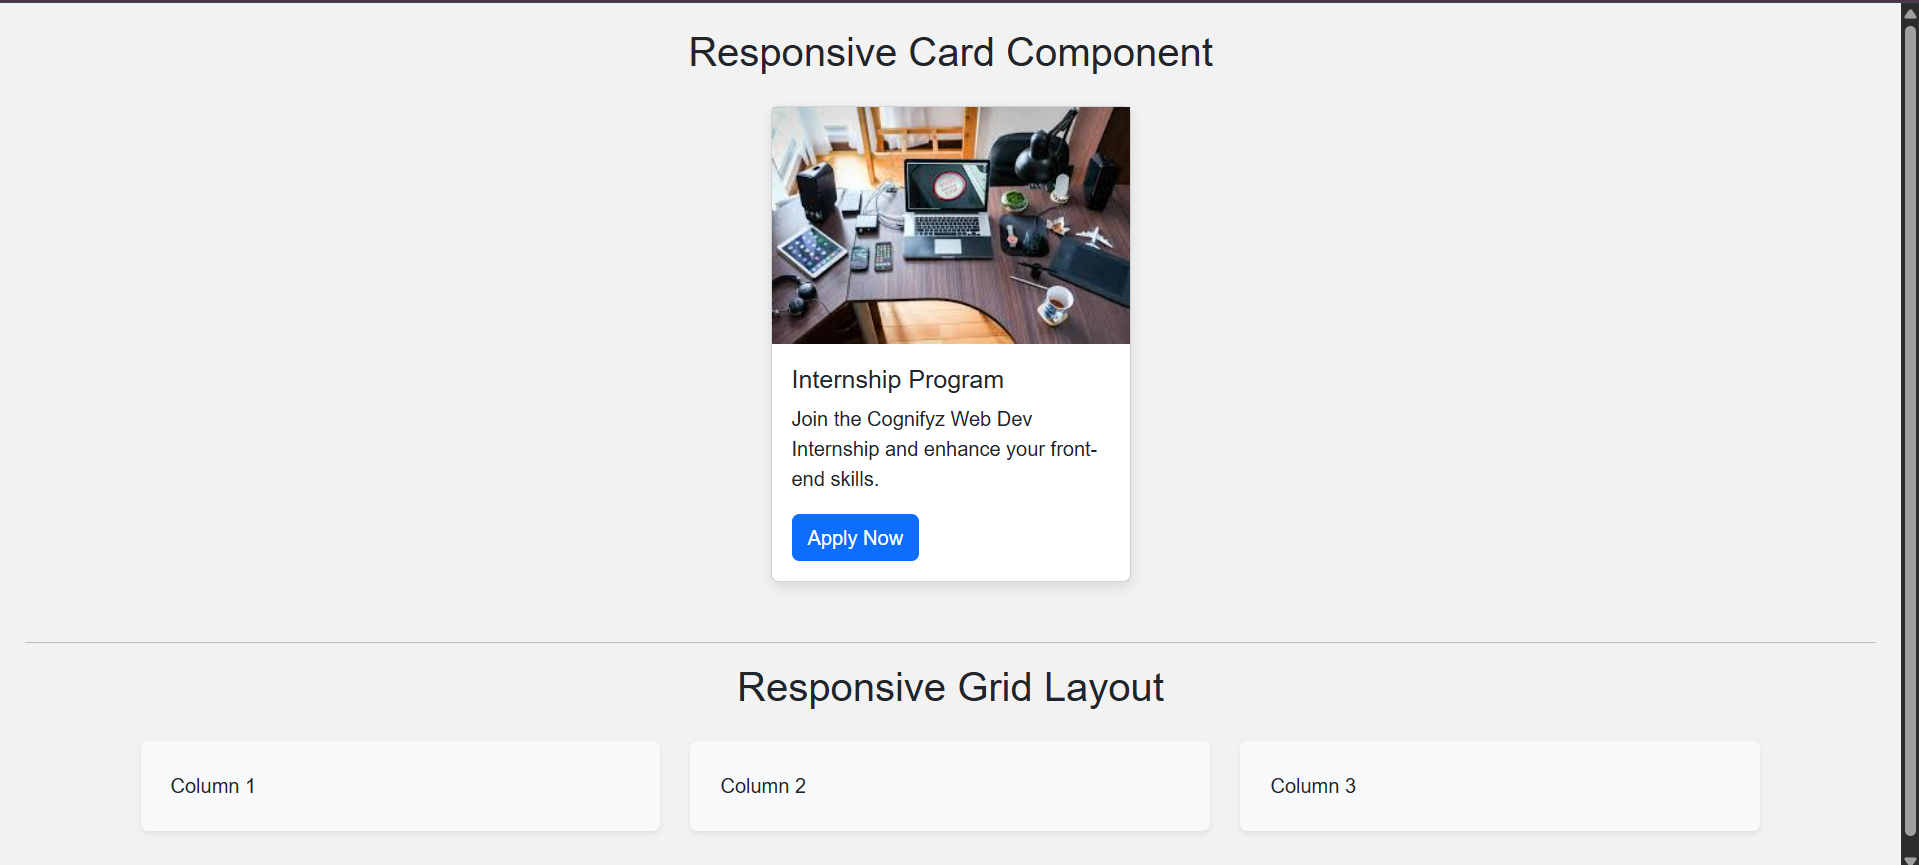 Responsive Card Component
Internship Program
Join the Cognifyz Web Dev
Internship and enhance your front-
end skills.
Apply Now
Responsive Grid Layout
Column 1
Column 2
Column 3